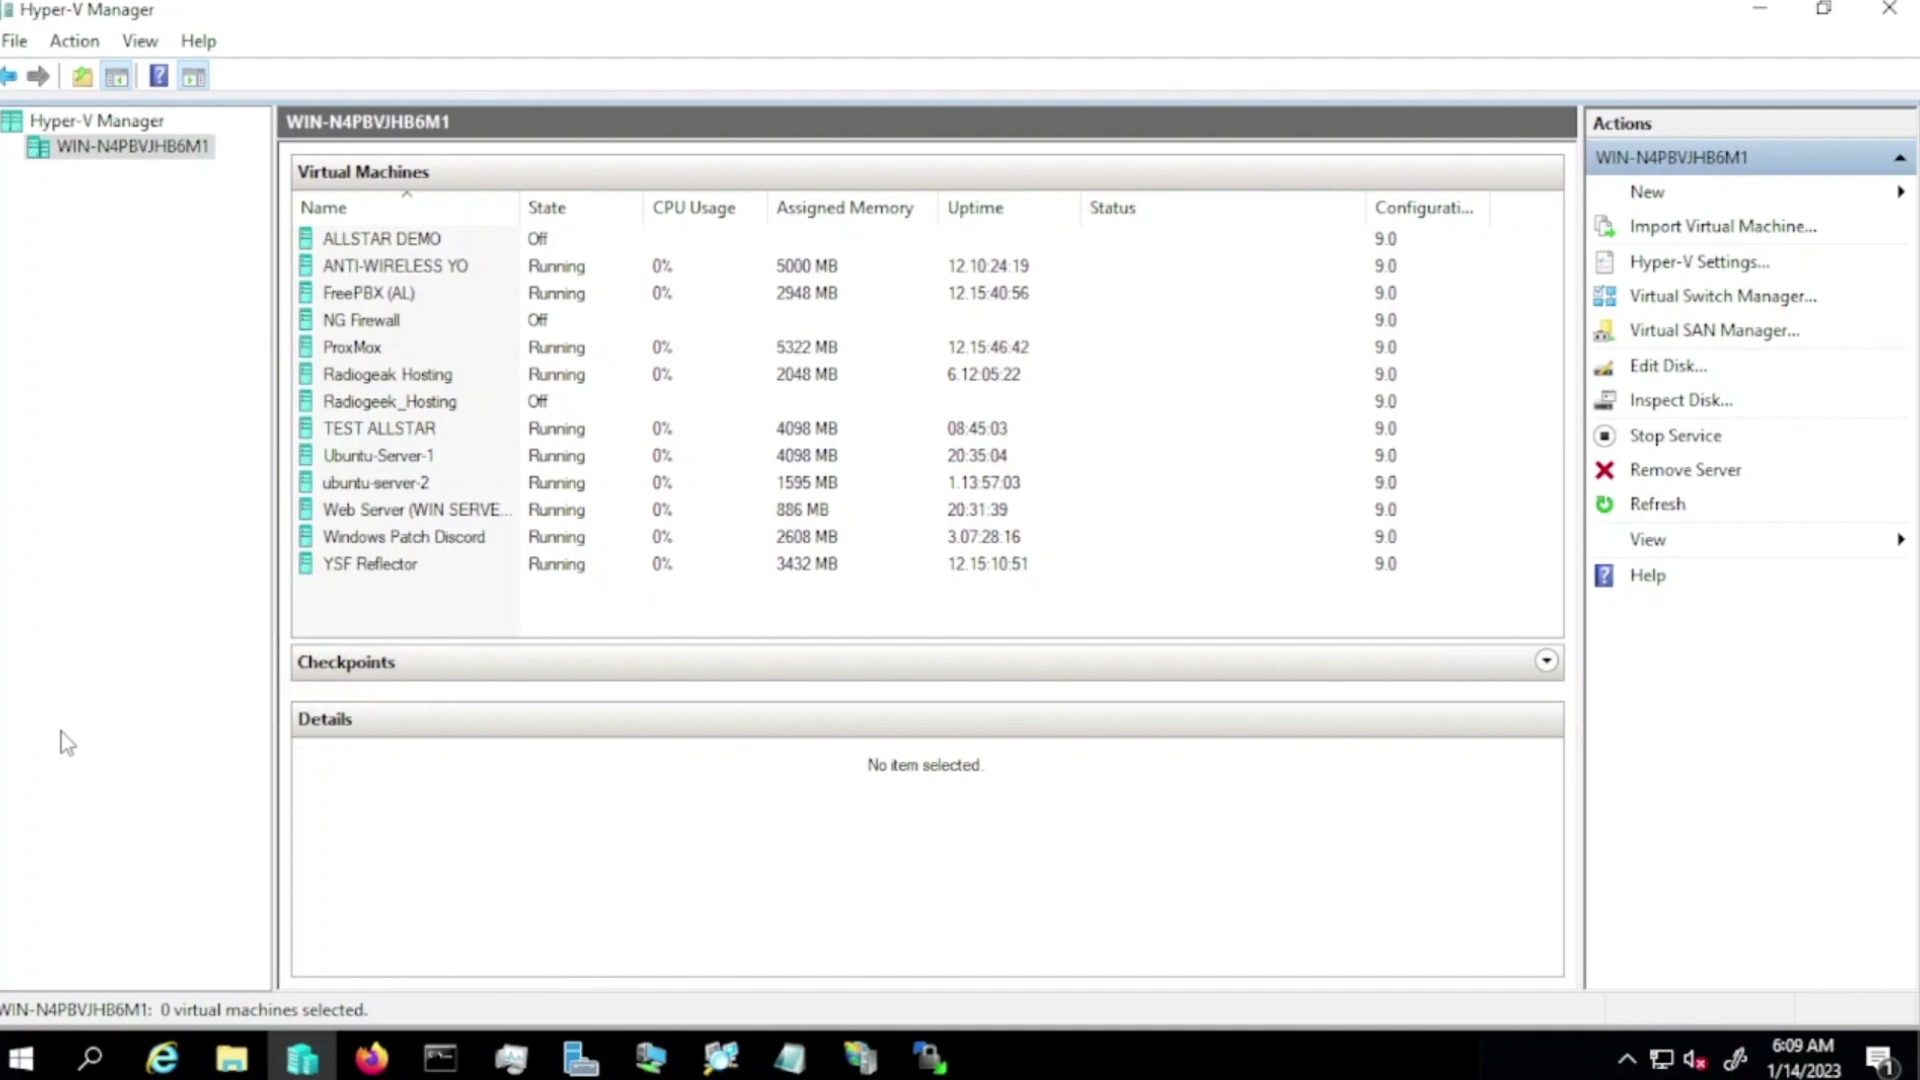 Hyper-V Manager
File Action View Help
Hyper-V Manager
WIN-N4PBVJHB6M1
WIN-N4PBVJHB6M1
Virtual Machines
Name State CPU Usage Assigned Memory Uptime Status Configurati...
ALLSTAR DEMO Off 9.0
ANTI-WIRELESS YO Running 0% 5000 MB 12.10:24:19 9.0
FreePBX (AL) Running 0% 2948 MB 12.15:40:56 9.0
NG Firewall Off 9.0
ProxMox Running 0% 5322 MB 12.15:46:42 9.0
Radiogeak Hosting Running 0% 2048 MB 6.12:05:22 9.0
Radiogeek_Hosting Off 9.0
TEST ALLSTAR Running 0% 4098 MB 08:45:03 9.0
Ubuntu-Server-1 Running 0% 4098 MB 20:35:04 9.0
ubuntu-server-2 Running 0% 1595 MB 1.13:57:03 9.0
Web Server (WIN SERVE... Running 0% 886 MB 20:31:39 9.0
Windows Patch Discord Running 0% 2608 MB 3.07:28:16 9.0
YSF Reflector Running 0% 3432 MB 12.15:10:51 9.0
Checkpoints
Details
No item selected.
Actions
WIN-N4PBVJHB6M1
New
Import Virtual Machine...
Hyper-V Settings...
Virtual Switch Manager...
Virtual SAN Manager...
Edit Disk...
Inspect Disk...
Stop Service
Remove Server
Refresh
View
Help
WIN-N4PBVJHB6M1: 0 virtual machines selected.
6:09 AM
1/14/2023
1